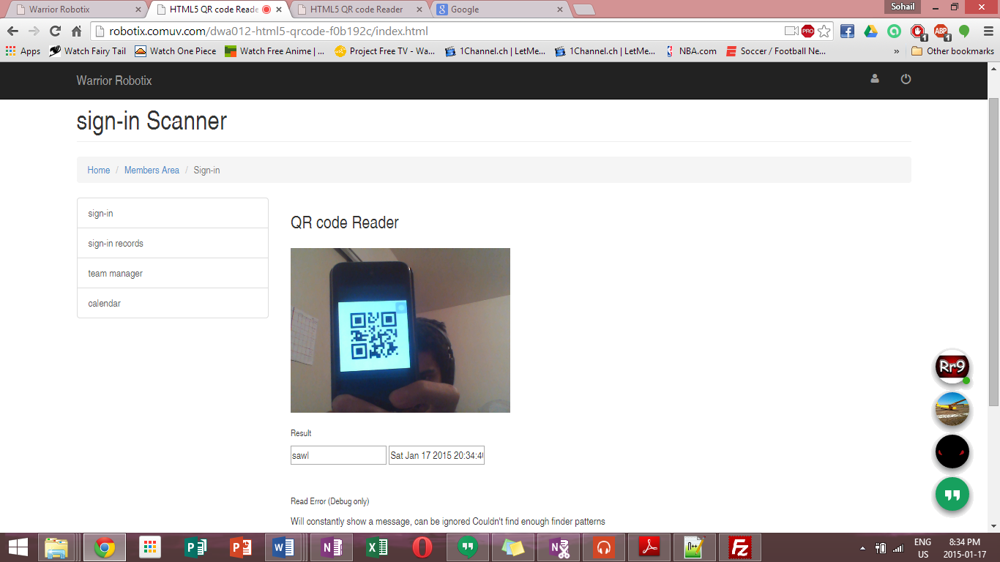 Sohail
Warrior Robotix
HTML5 QR code Reade
HTML5 QR code Reader
Google
robotix.comuv.com/dwa012-html5-qrcode-f0b192c/index.html
PRO
1
ABP
1
Apps
Watch Fairy Tail
Watch One Piece
Watch Free Anime | ...
Project Free TV - Wa...
1Channel.ch | LetMe...
1Channel.ch | LetMe...
NBA.com
Soccer / Football Ne...
»
Other bookmarks
Warrior Robotix
sign-in Scanner
Home / Members Area / Sign-in
sign-in
sign-in records
team manager
calendar
QR code Reader
Result
sawl
Sat Jan 17 2015 20:34:4
Read Error (Debug only)
Will constantly show a message, can be ignored Couldn't find enough finder patterns
Rr9
ENG
US
8:34 PM
2015-01-17